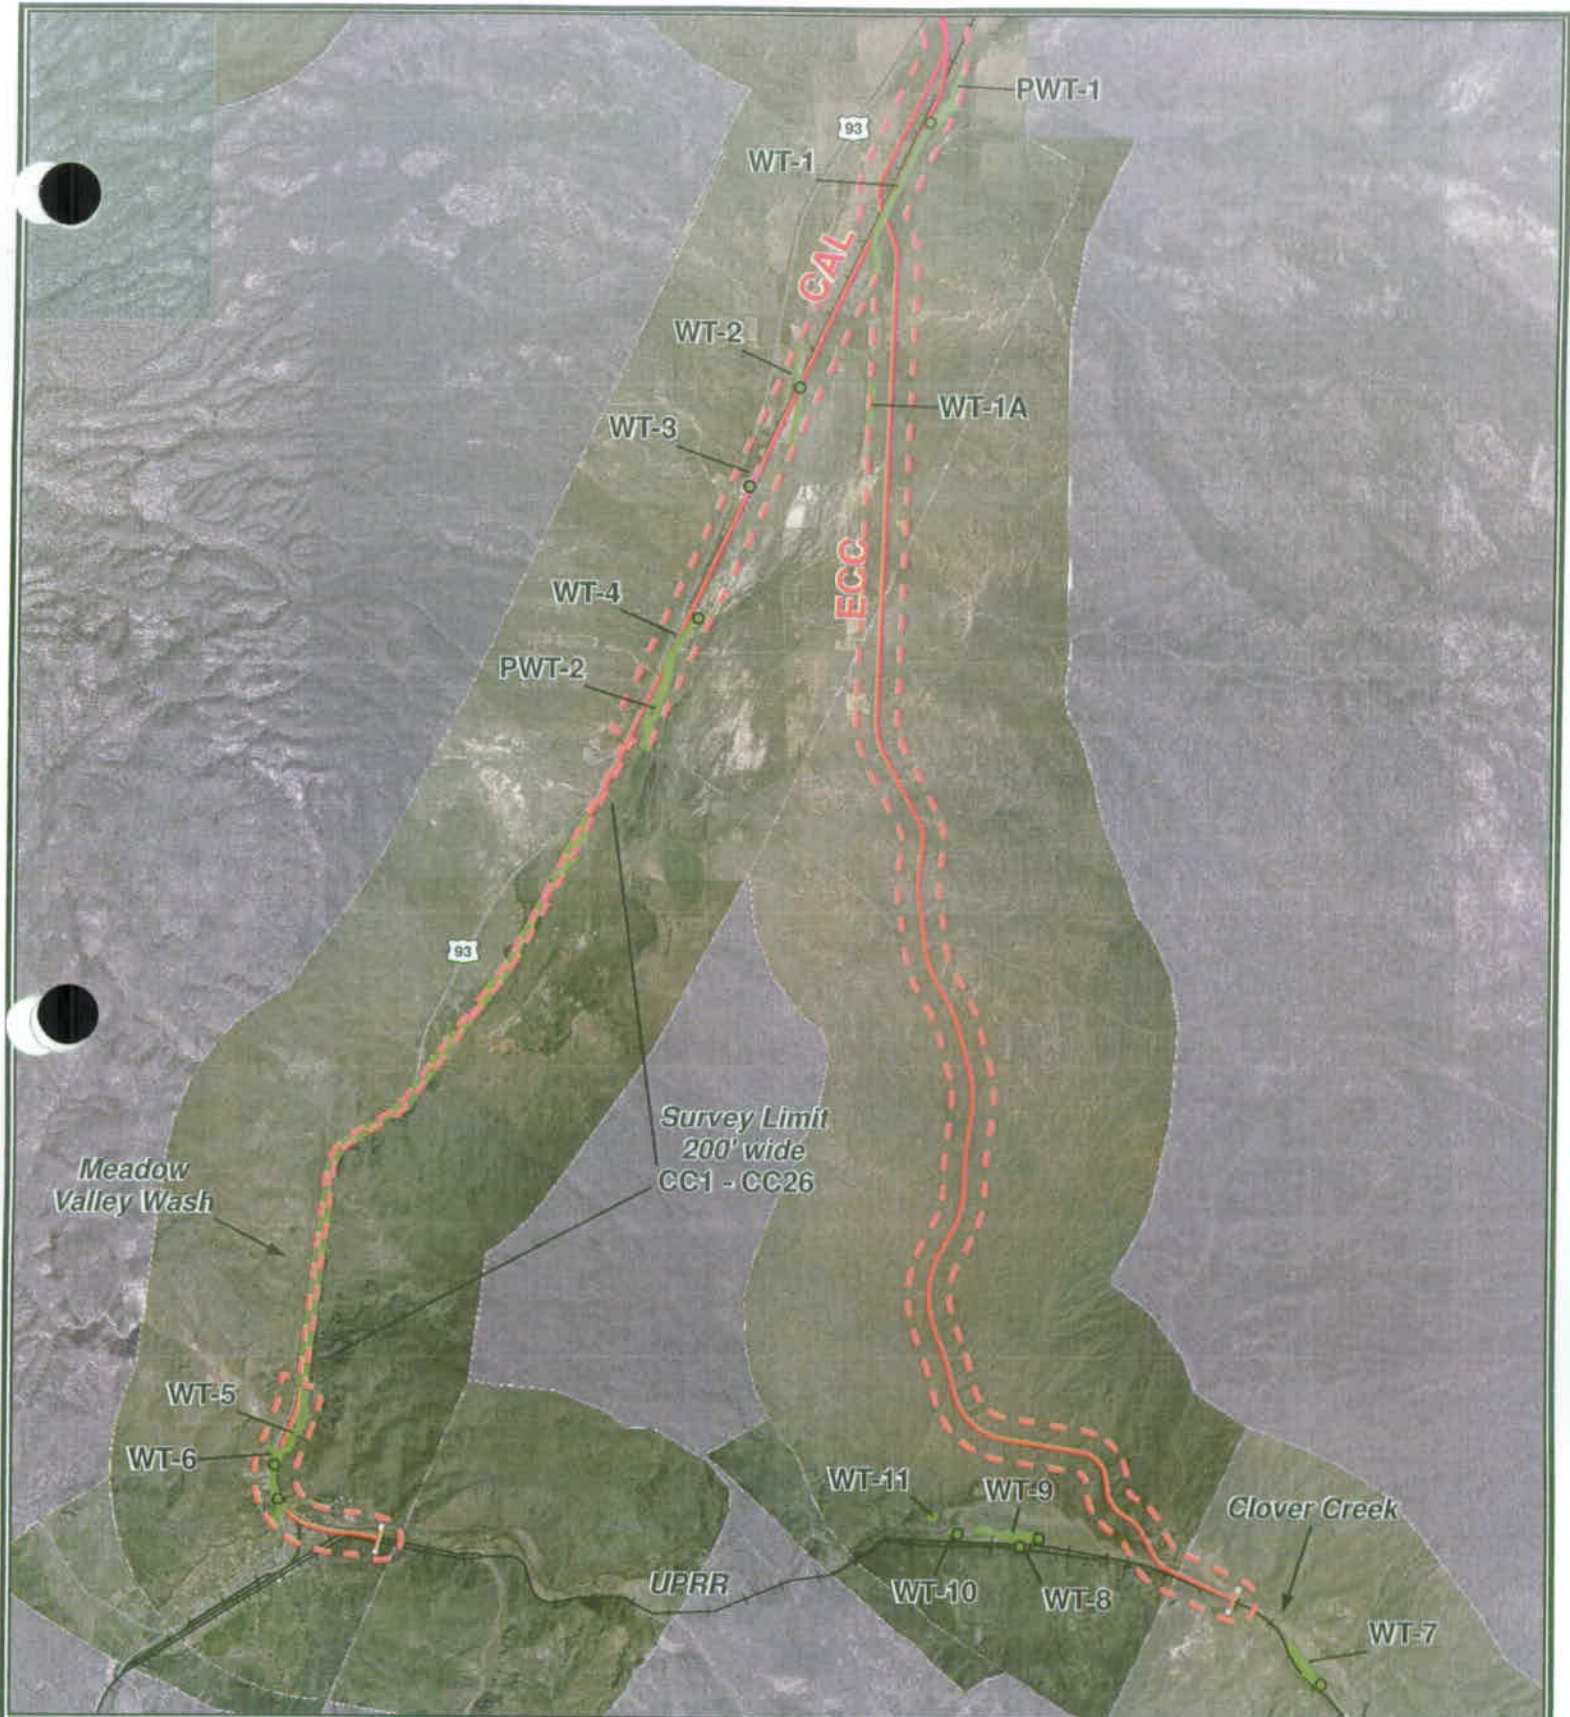 PWT-1
93
WT-1
CAL
WT-2
WT-1A
WT-3
ECC
WT-4
PWT-2
93
Survey Limit
200' wide
CC1 - CC26
Meadow
Valley Wash
WT-5
WT-6
WT-11
WT-9
Clover Creek
UPRR
WT-10
WT-8
WT-7